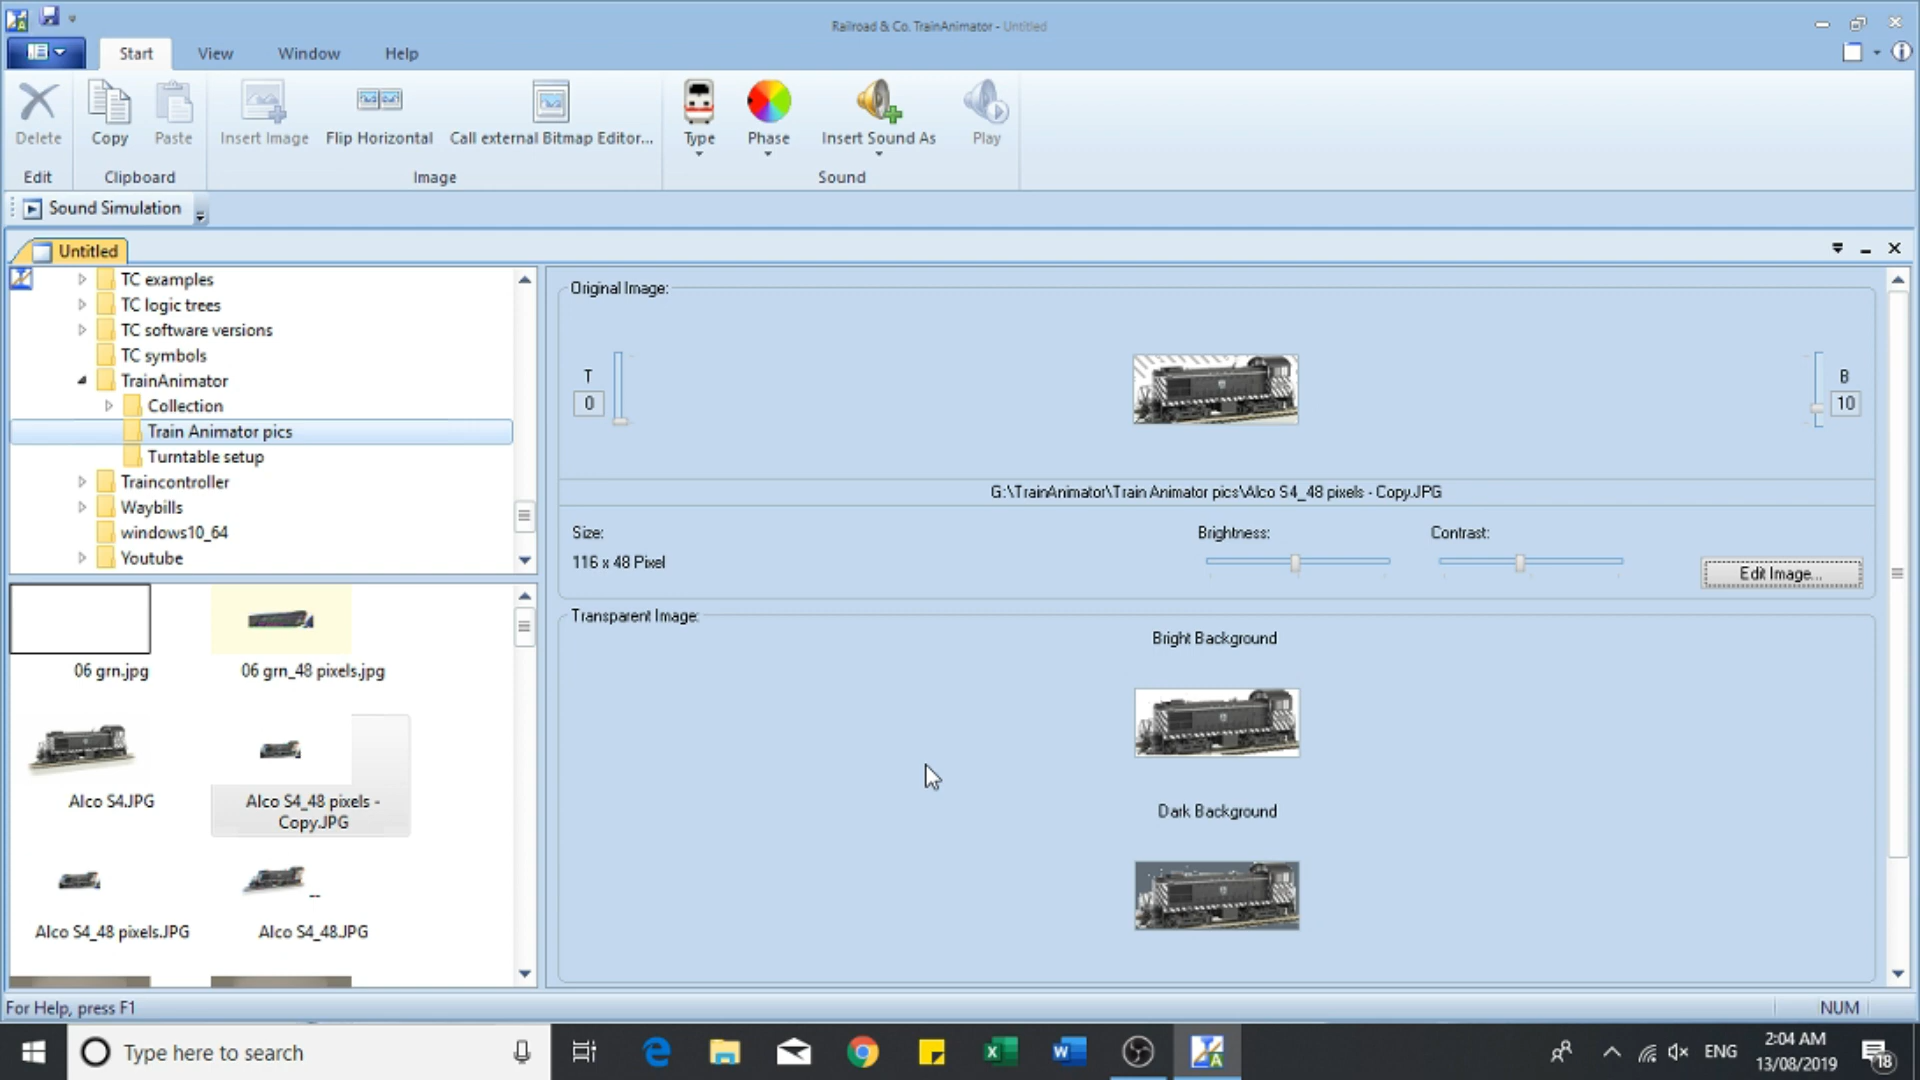 Railroad & Co. TrainAnimator - Untitled
Start View Window Help
Delete Copy Paste Insert Image Flip Horizontal Call external Bitmap Editor... Type Phase Insert Sound As Play
Edit Clipboard Image Sound
Sound Simulation
Untitled
TC examples
TC logic trees
TC software versions
TC symbols
TrainAnimator
Collection
Train Animator pics
Turntable setup
Traincontroller
Waybills
windows10_64
Youtube
06 grn.jpg
06 grn_48 pixels.jpg
Alco S4.JPG
Alco S4_48 pixels -
Copy.JPG
Alco S4_48 pixels.JPG
Alco S4_48.JPG
Original Image:
T
0
B
10
G:\TrainAnimator\Train Animator pics\Alco S4_48 pixels - Copy.JPG
Size:
116 x 48 Pixel
Brightness:
Contrast:
Edit Image...
Transparent Image:
Bright Background
Dark Background
For Help, press F1
NUM
Type here to search
ENG
2:04 AM
13/08/2019
18